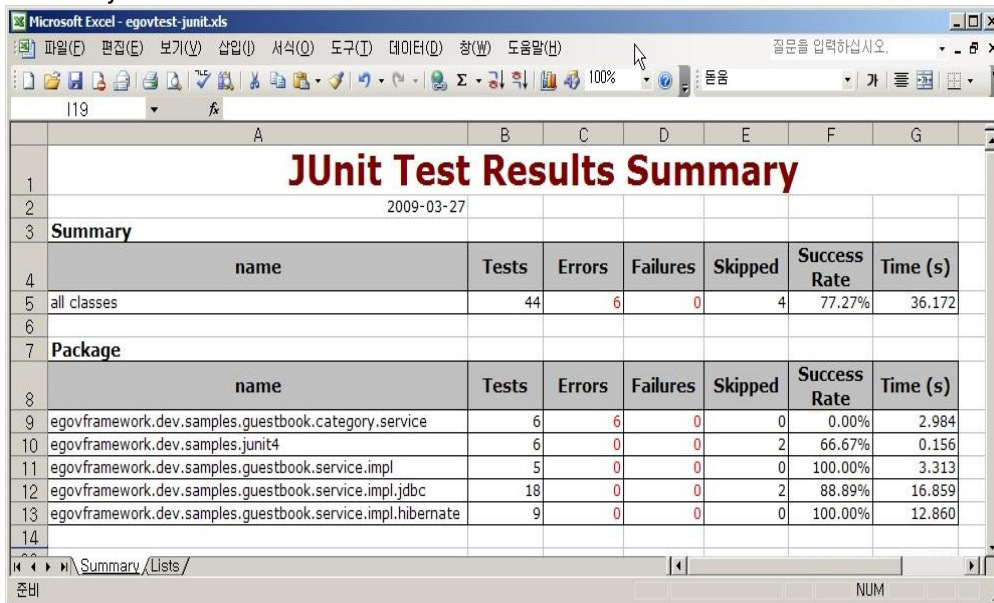 Microsoft Excel - egovtest-junit.xls
파일(F) 편집(E) 보기(V) 삽입(I) 서식(O) 도구(T) 데이터(D) 창(W) 도움말(H) 질문을 입력하십시오.
100% 돋움 가
I19 fx
A B C D E F G
1 JUnit Test Results Summary
2 2009-03-27
3 Summary
4 name Tests Errors Failures Skipped Success Rate Time (s)
5 all classes 44 6 0 4 77.27% 36.172
6
7 Package
8 name Tests Errors Failures Skipped Success Rate Time (s)
9 egovframework.dev.samples.guestbook.category.service 6 6 0 0 0.00% 2.984
10 egovframework.dev.samples.junit4 6 0 0 2 66.67% 0.156
11 egovframework.dev.samples.guestbook.service.impl 5 0 0 0 100.00% 3.313
12 egovframework.dev.samples.guestbook.service.impl.jdbc 18 0 0 2 88.89% 16.859
13 egovframework.dev.samples.guestbook.service.impl.hibernate 9 0 0 0 100.00% 12.860
14
Summary Lists
준비 NUM